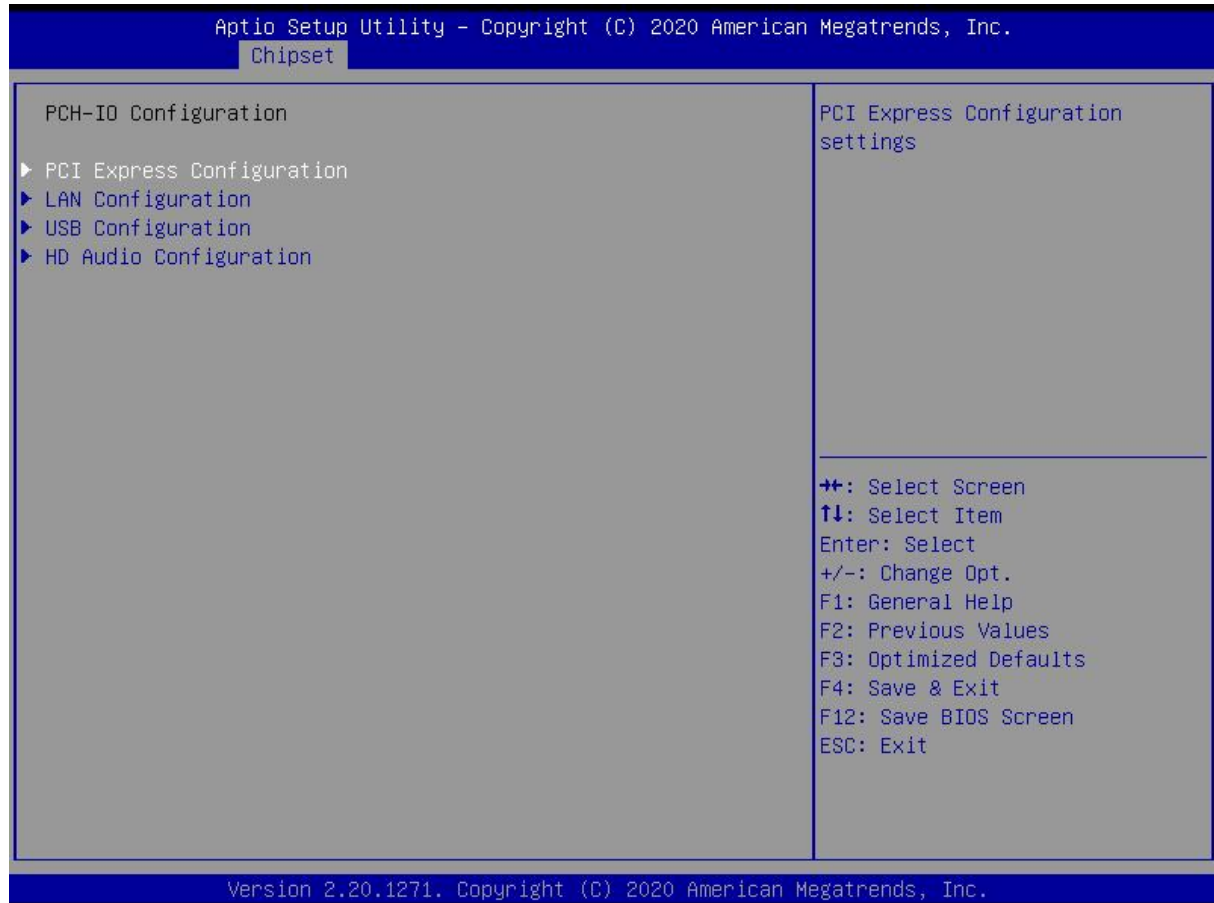 Aptio Setup Utility – Copyright (C) 2020 American Megatrends, Inc.
Chipset
PCH-IO Configuration
▶ PCI Express Configuration
▶ LAN Configuration
▶ USB Configuration
▶ HD Audio Configuration
PCI Express Configuration
settings
→←: Select Screen
↑↓: Select Item
Enter: Select
+/-: Change Opt.
F1: General Help
F2: Previous Values
F3: Optimized Defaults
F4: Save & Exit
F12: Save BIOS Screen
ESC: Exit
Version 2.20.1271. Copyright (C) 2020 American Megatrends, Inc.